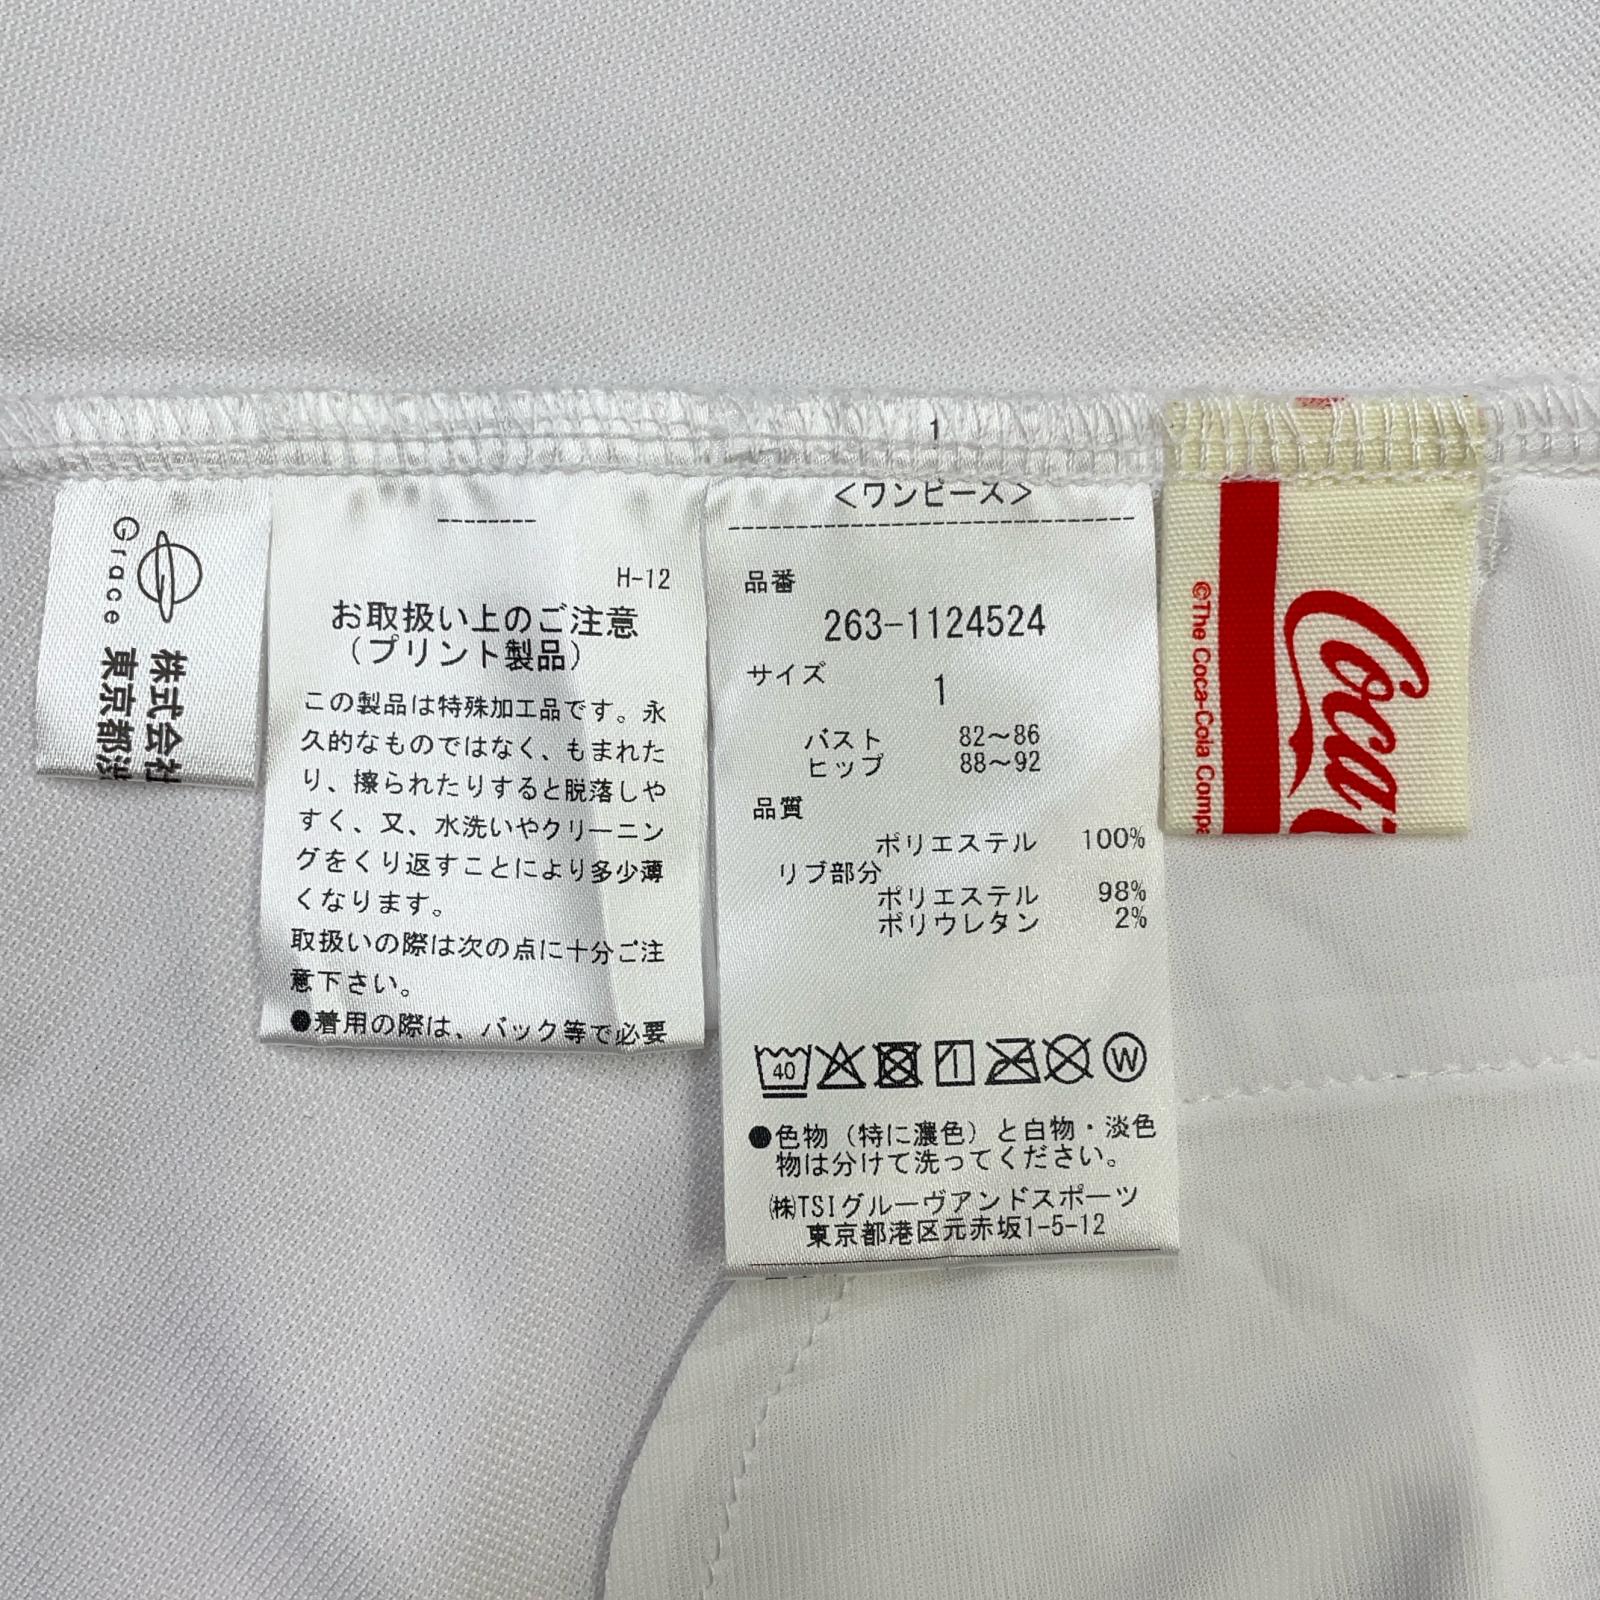 1
Grace
株式会社
東京都渋
H-12
お取扱い上のご注意
（プリント製品）
この製品は特殊加工品です。永
久的なものではなく、もまれた
り、擦られたりすると脱落しや
すく、又、水洗いやクリーニン
グをくり返すことにより多少薄
くなります。
取扱いの際は次の点に十分ご注
意下さい。
●着用の際は、バック等で必要
<ワンピース>
品番
263-1124524
サイズ
1
バスト 82～86
ヒップ 88～92
品質
ポリエステル 100%
リブ部分
ポリエステル 98%
ポリウレタン 2%
40
W
●色物（特に濃色）と白物・淡色
物は分けて洗ってください。
㈱TSIグルーヴアンドスポーツ
東京都港区元赤坂1-5-12
Coca
©The Coca-Cola Compa